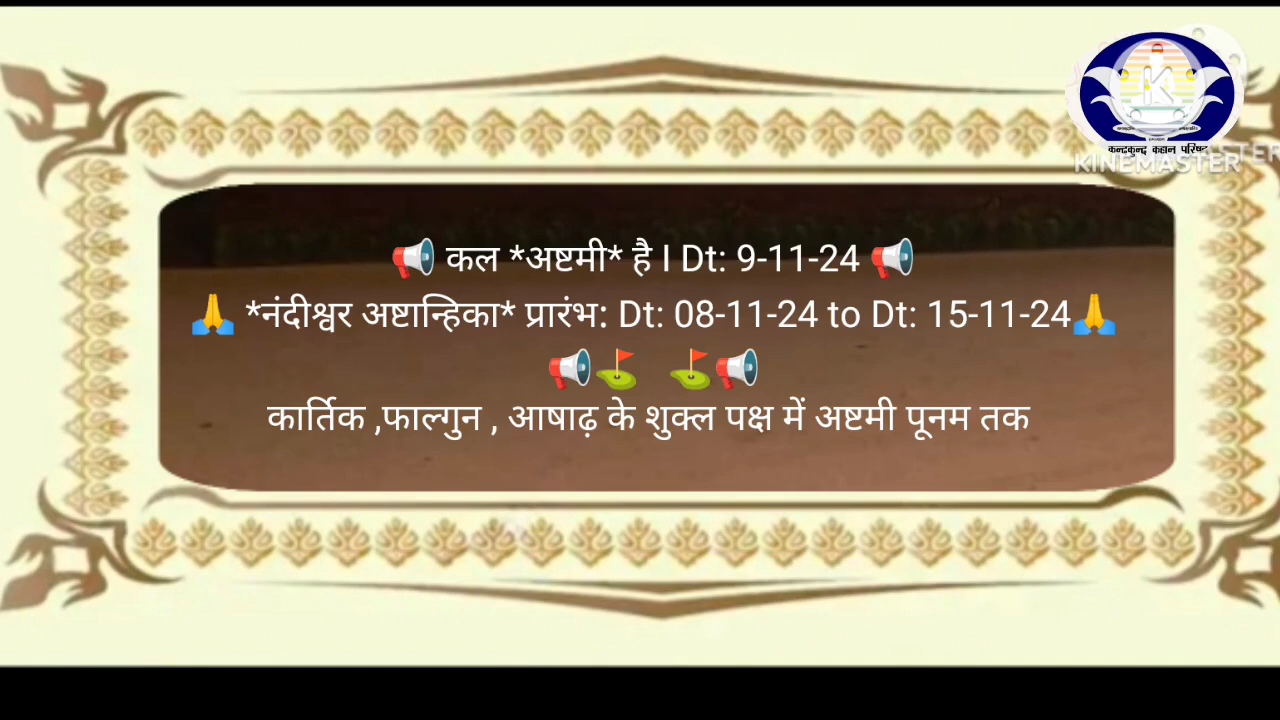 कुन्दकुन्द कहान परिषद
KINEMASTER
📢 कल *अष्टमी* है I Dt: 9-11-24 📢
🙏 *नंदीश्वर अष्टान्हिका* प्रारंभ: Dt: 08-11-24 to Dt: 15-11-24🙏
📢⛳ ⛳📢
कार्तिक ,फाल्गुन , आषाढ़ के शुक्ल पक्ष में अष्टमी पूनम तक